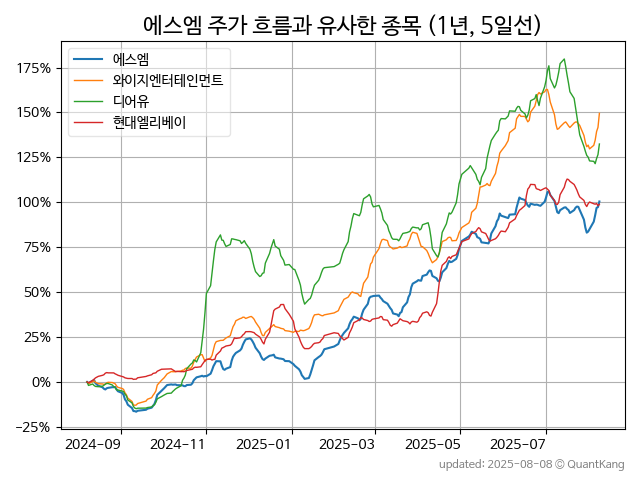 에스엠 주가 흐름과 유사한 종목 (1년, 5일선)
에스엠
와이지엔터테인먼트
디어유
현대엘리베이
175%
150%
125%
100%
75%
50%
25%
0%
−25%
2024-09 2024-11 2025-01 2025-03 2025-05 2025-07
updated: 2025-08-08 © QuantKang